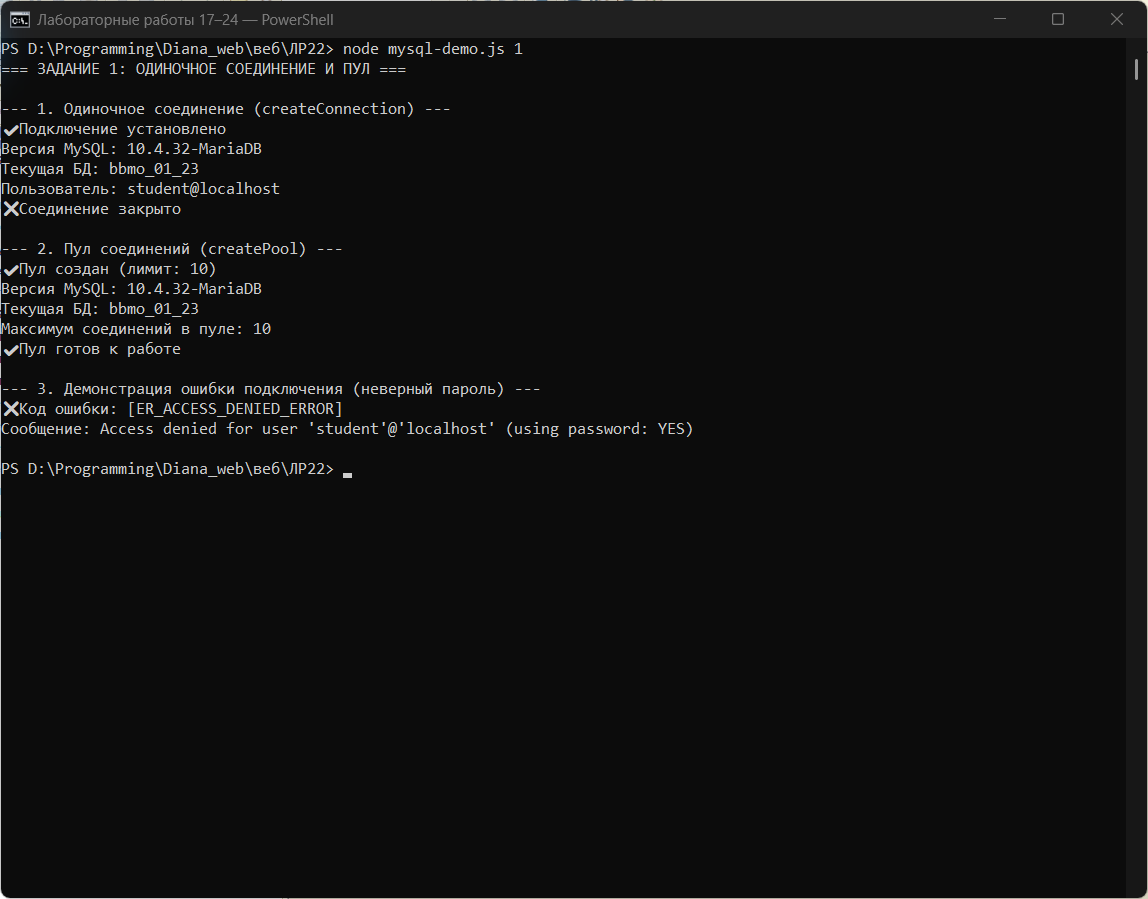 Лабораторные работы 17–24 — PowerShell
PS D:\Programming\Diana_web\веб\ЛР22> node mysql-demo.js 1
=== ЗАДАНИЕ 1: ОДИНОЧНОЕ СОЕДИНЕНИЕ И ПУЛ ===
--- 1. Одиночное соединение (createConnection) ---
✔Подключение установлено
Версия MySQL: 10.4.32-MariaDB
Текущая БД: bbmo_01_23
Пользователь: student@localhost
❌Соединение закрыто
--- 2. Пул соединений (createPool) ---
✔Пул создан (лимит: 10)
Версия MySQL: 10.4.32-MariaDB
Текущая БД: bbmo_01_23
Максимум соединений в пуле: 10
✔Пул готов к работе
--- 3. Демонстрация ошибки подключения (неверный пароль) ---
❌Код ошибки: [ER_ACCESS_DENIED_ERROR]
Сообщение: Access denied for user 'student'@'localhost' (using password: YES)
PS D:\Programming\Diana_web\веб\ЛР22>